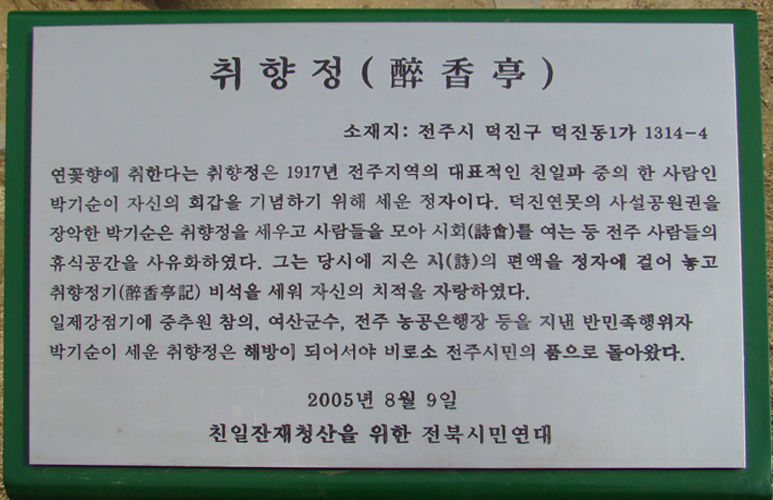 취향정(醉香亭)
소재지: 전주시 덕진구 덕진동1가 1314-4
연꽃향에 취한다는 취향정은 1917년 전주지역의 대표적인 친일파 중의 한 사람인
박기순이 자신의 회갑을 기념하기 위해 세운 정자이다. 덕진연못의 사설공원권을
장악한 박기순은 취향정을 세우고 사람들을 모아 시회(詩會)를 여는 등 전주 사람들의
휴식공간을 사유화하였다. 그는 당시에 지은 시(詩)의 편액을 정자에 걸어 놓고
취향정기(醉香亭記) 비석을 세워 자신의 치적을 자랑하였다.
일제강점기에 중추원 참의, 여산군수, 전주 농공은행장 등을 지낸 반민족행위자
박기순이 세운 취향정은 해방이 되어서야 비로소 전주시민의 품으로 돌아왔다.
2005년 8월 9일
친일잔재청산을 위한 전북시민연대